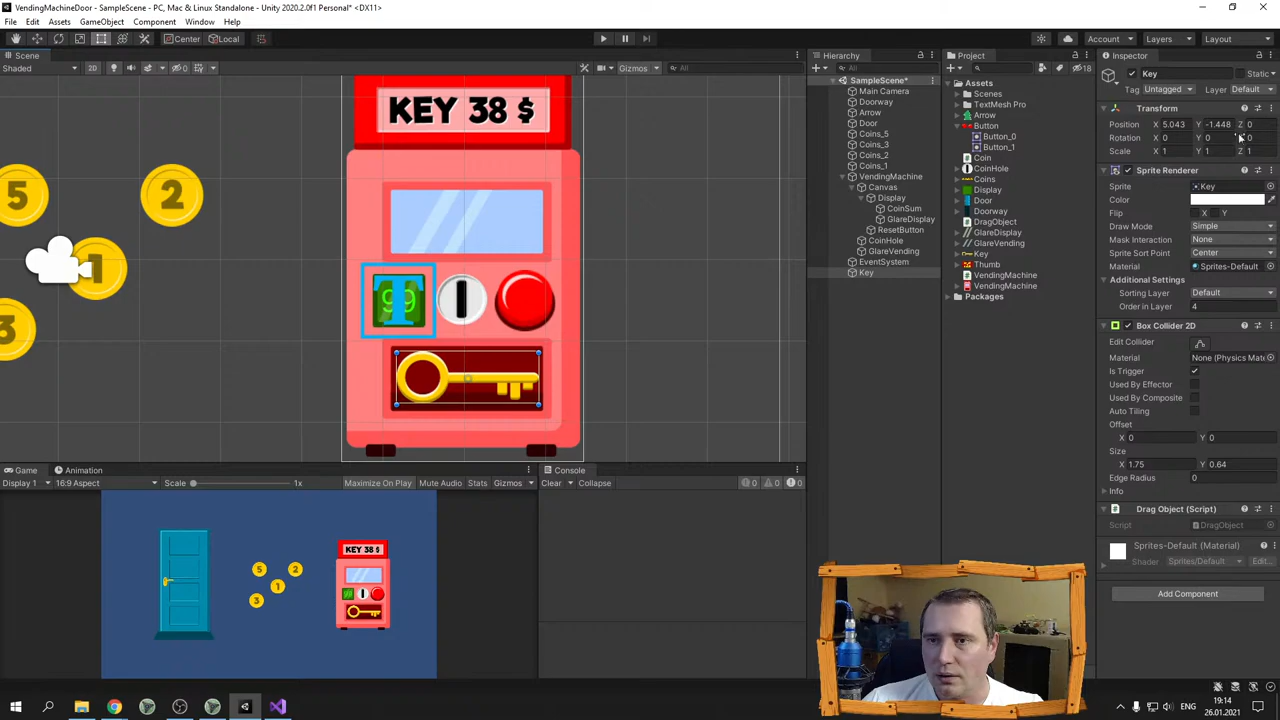 VendingMachineDoor - SampleScene - PC, Mac & Linux Standalone - Unity 2020.2.0f1 Personal* <DX11>
File Edit Assets GameObject Component Window Help
Center Local Account Layers Layout
Scene
Shaded 2D 0 Gizmos All
KEY 38 $
5
2
1
3
99
T
Hierarchy
All
SampleScene*
Main Camera
Doorway
Arrow
Door
Coins_5
Coins_3
Coins_2
Coins_1
VendingMachine
Canvas
Display
CoinSum
GlareDisplay
ResetButton
CoinHole
GlareVending
EventSystem
Key
Project
18
Assets
Scenes
TextMesh Pro
Arrow
Button
Button_0
Button_1
Coin
CoinHole
Coins
Display
Door
Doorway
DragObject
GlareDisplay
GlareVending
Key
Thumb
VendingMachine
VendingMachine
Packages
Inspector
Key Static
Tag Untagged Layer Default
Transform
Position X 5.043 Y -1.448 Z 0
Rotation X 0 Y 0 Z 0
Scale X 1 Y 1 Z 1
Sprite Renderer
Sprite Key
Color
Flip X Y
Draw Mode Simple
Mask Interaction None
Sprite Sort Point Center
Material Sprites-Default
Additional Settings
Sorting Layer Default
Order in Layer 4
Box Collider 2D
Edit Collider
Material None (Physics Mat
Is Trigger
Used By Effector
Used By Composite
Auto Tiling
Offset
X 0 Y 0
Size
X 1.75 Y 0.64
Edge Radius 0
Info
Drag Object (Script)
Script DragObject
Sprites-Default (Material)
Shader Sprites/Default Edit...
Add Component
Game Animation
Display 1 16:9 Aspect Scale 1x Maximize On Play Mute Audio Stats Gizmos
KEY 38 $
5 2
1
3
99
Console
Clear Collapse 0 0 0
19:14
26.01.2021